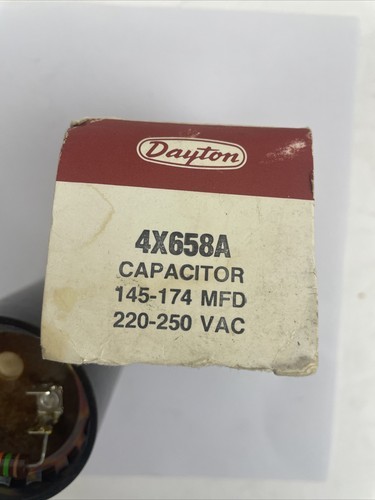 Dayton
4X658A
CAPACITOR
145-174 MFD
220-250 VAC